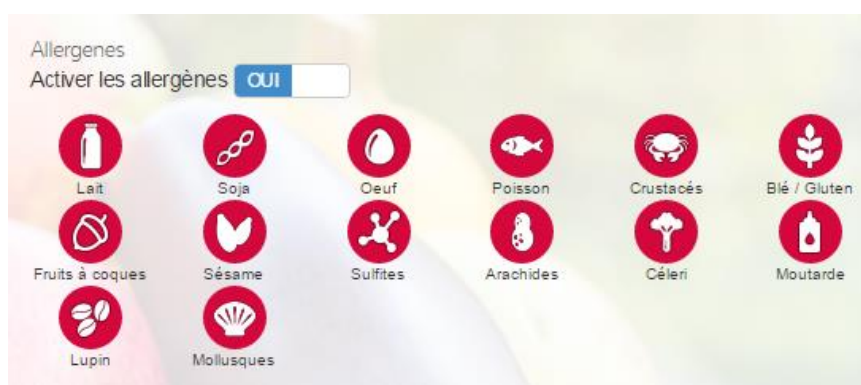 Allergenes
Activer les allergènes OUI
Lait Soja Oeuf Poisson Crustacés Blé / Gluten
Fruits à coques Sésame Sulfites Arachides Céleri Moutarde
Lupin Mollusques